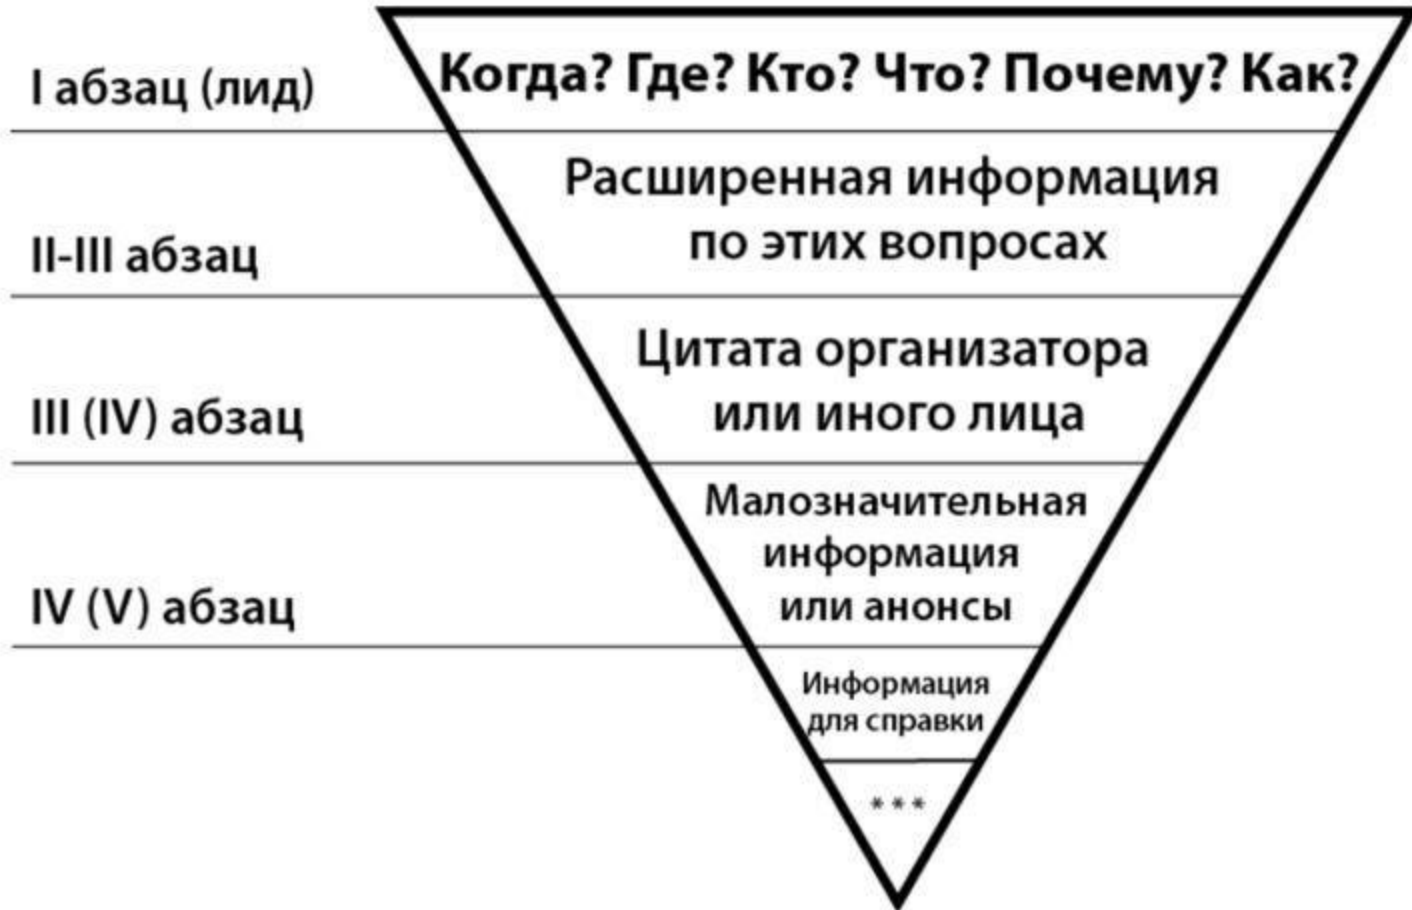 I абзац (лид)
Когда? Где? Кто? Что? Почему? Как?
II-III абзац
Расширенная информация
по этих вопросах
III (IV) абзац
Цитата организатора
или иного лица
IV (V) абзац
Малозначительная
информация
или анонсы
Информация
для справки
***